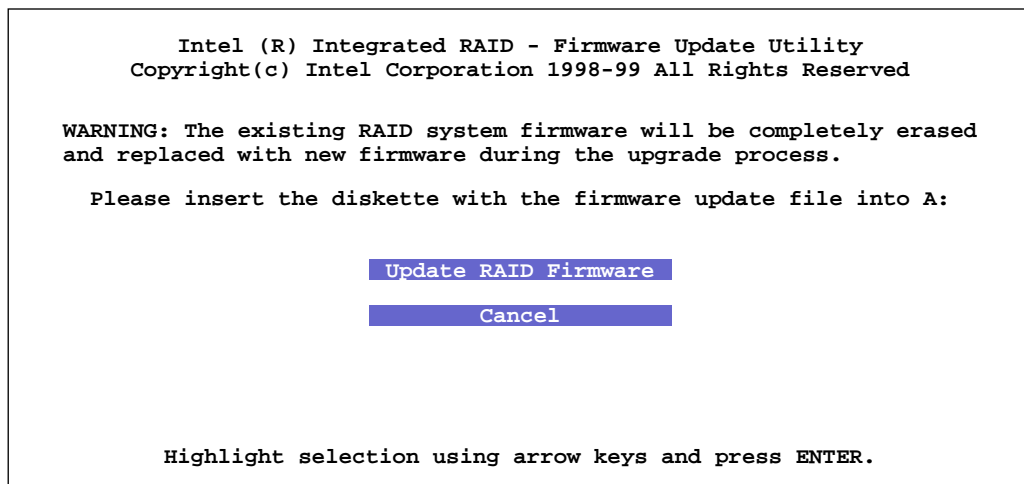 Intel (R) Integrated RAID - Firmware Update Utility
Copyright(c) Intel Corporation 1998-99 All Rights Reserved
WARNING: The existing RAID system firmware will be completely erased
and replaced with new firmware during the upgrade process.
Please insert the diskette with the firmware update file into A:
Update RAID Firmware
Cancel
Highlight selection using arrow keys and press ENTER.